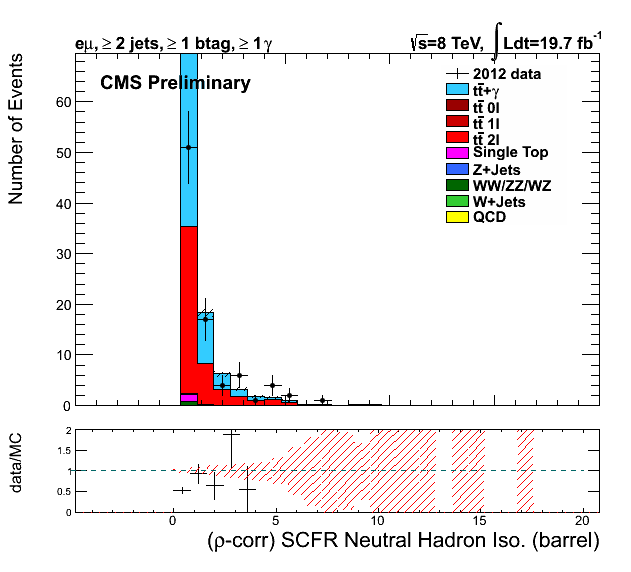 eμ, ≥ 2 jets, ≥ 1 btag, ≥ 1 γ
√s=8 TeV, ∫ Ldt=19.7 fb⁻¹
CMS Preliminary
Number of Events
60
50
40
30
20
10
0
2012 data
tt̄+γ
tt̄ 0l
tt̄ 1l
tt̄ 2l
Single Top
Z+Jets
WW/ZZ/WZ
W+Jets
QCD
data/MC
2
1.5
1
0.5
0
0 5 10 15 20
(ρ-corr) SCFR Neutral Hadron Iso. (barrel)